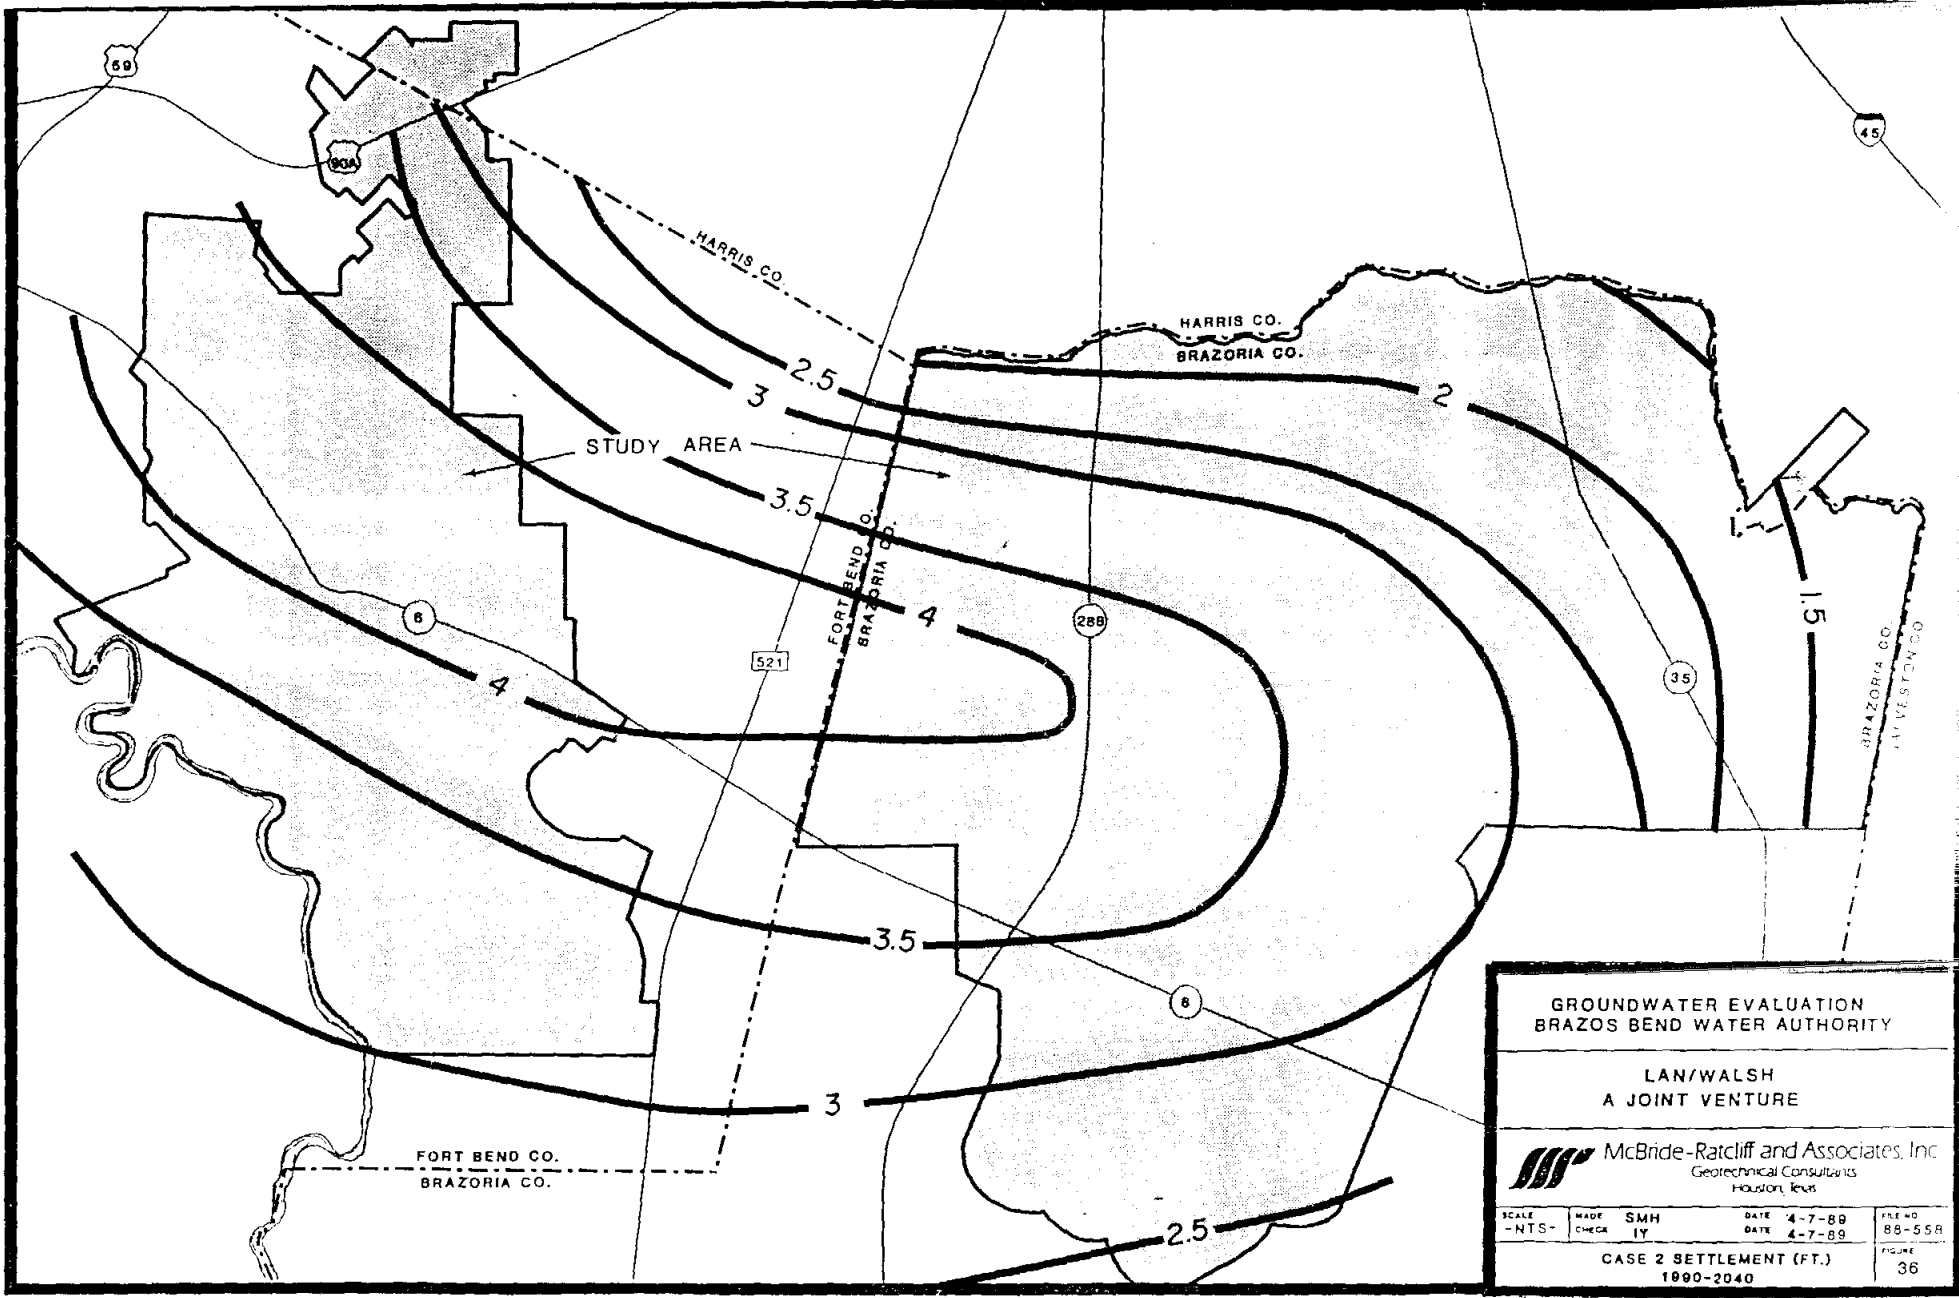 59
90A
45
HARRIS CO.
HARRIS CO.
BRAZORIA CO.
2.5
3
2
STUDY AREA
3.5
FORT BEND CO.
BRAZORIA CO.
4
6
288
1.5
521
4
35
BRAZORIA CO.
3.5
6
3
FORT BEND CO.
BRAZORIA CO.
2.5
GROUNDWATER EVALUATION
BRAZOS BEND WATER AUTHORITY
LAN/WALSH
A JOINT VENTURE
McBride-Ratcliff and Associates, Inc
Geotechnical Consultants
Houston, Texas
SCALE
-NTS-
MADE SMH
CHECK IY
DATE 4-7-89
DATE 4-7-89
FILE NO
88-558
CASE 2 SETTLEMENT (FT.)
1990-2040
FIGURE
36